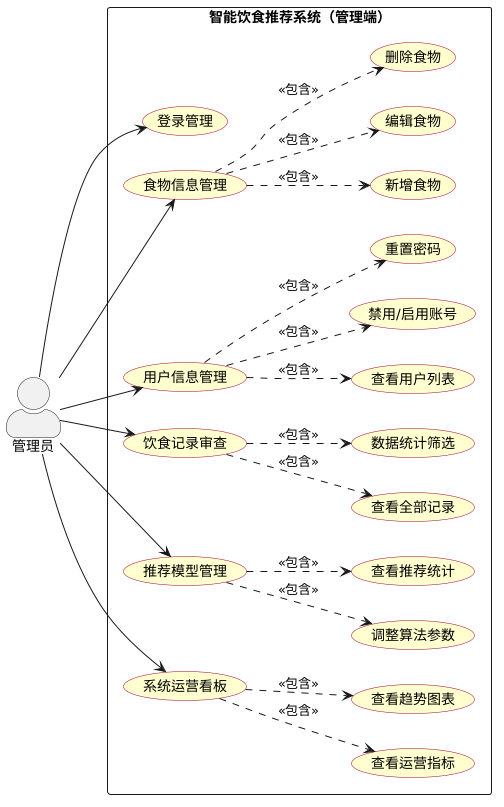 智能饮食推荐系统（管理端）
删除食物
«包含»
登录管理
编辑食物
«包含»
食物信息管理
«包含»
新增食物
重置密码
«包含»
禁用/启用账号
«包含»
用户信息管理
«包含»
查看用户列表
管理员
饮食记录审查
«包含»
数据统计筛选
«包含»
查看全部记录
推荐模型管理
«包含»
查看推荐统计
«包含»
调整算法参数
系统运营看板
«包含»
查看趋势图表
«包含»
查看运营指标